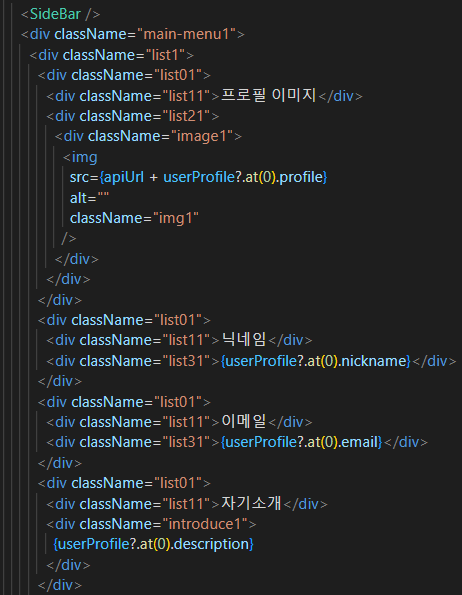 <SideBar />
<div className="main-menu1">
<div className="list1">
<div className="list01">
<div className="list11">프로필 이미지</div>
<div className="list21">
<div className="image1">
<img
src={apiUrl + userProfile?.at(0).profile}
alt=""
className="img1"
/>
</div>
</div>
</div>
<div className="list01">
<div className="list11">닉네임</div>
<div className="list31">{userProfile?.at(0).nickname}</div>
</div>
<div className="list01">
<div className="list11">이메일</div>
<div className="list31">{userProfile?.at(0).email}</div>
</div>
<div className="list01">
<div className="list11">자기소개</div>
<div className="introduce1">
{userProfile?.at(0).description}
</div>
</div>